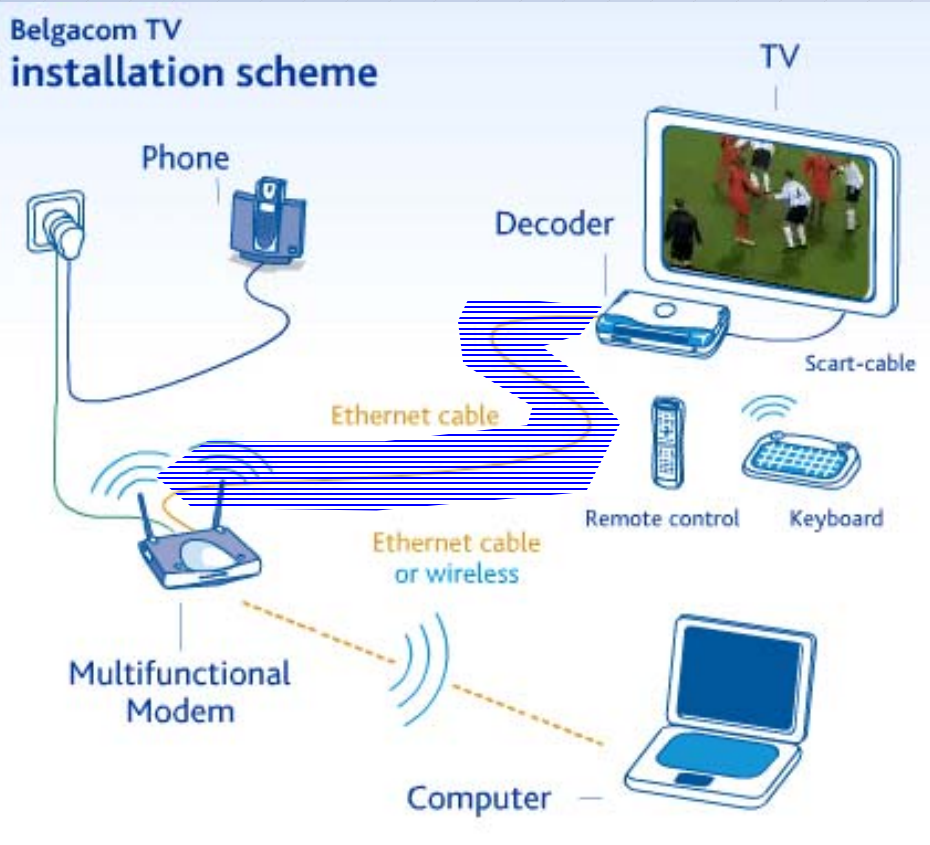 Belgacom TV
installation scheme
TV
Phone
Decoder
Scart-cable
Ethernet cable
Remote control
Keyboard
Ethernet cable
or wireless
Multifunctional
Modem
Computer